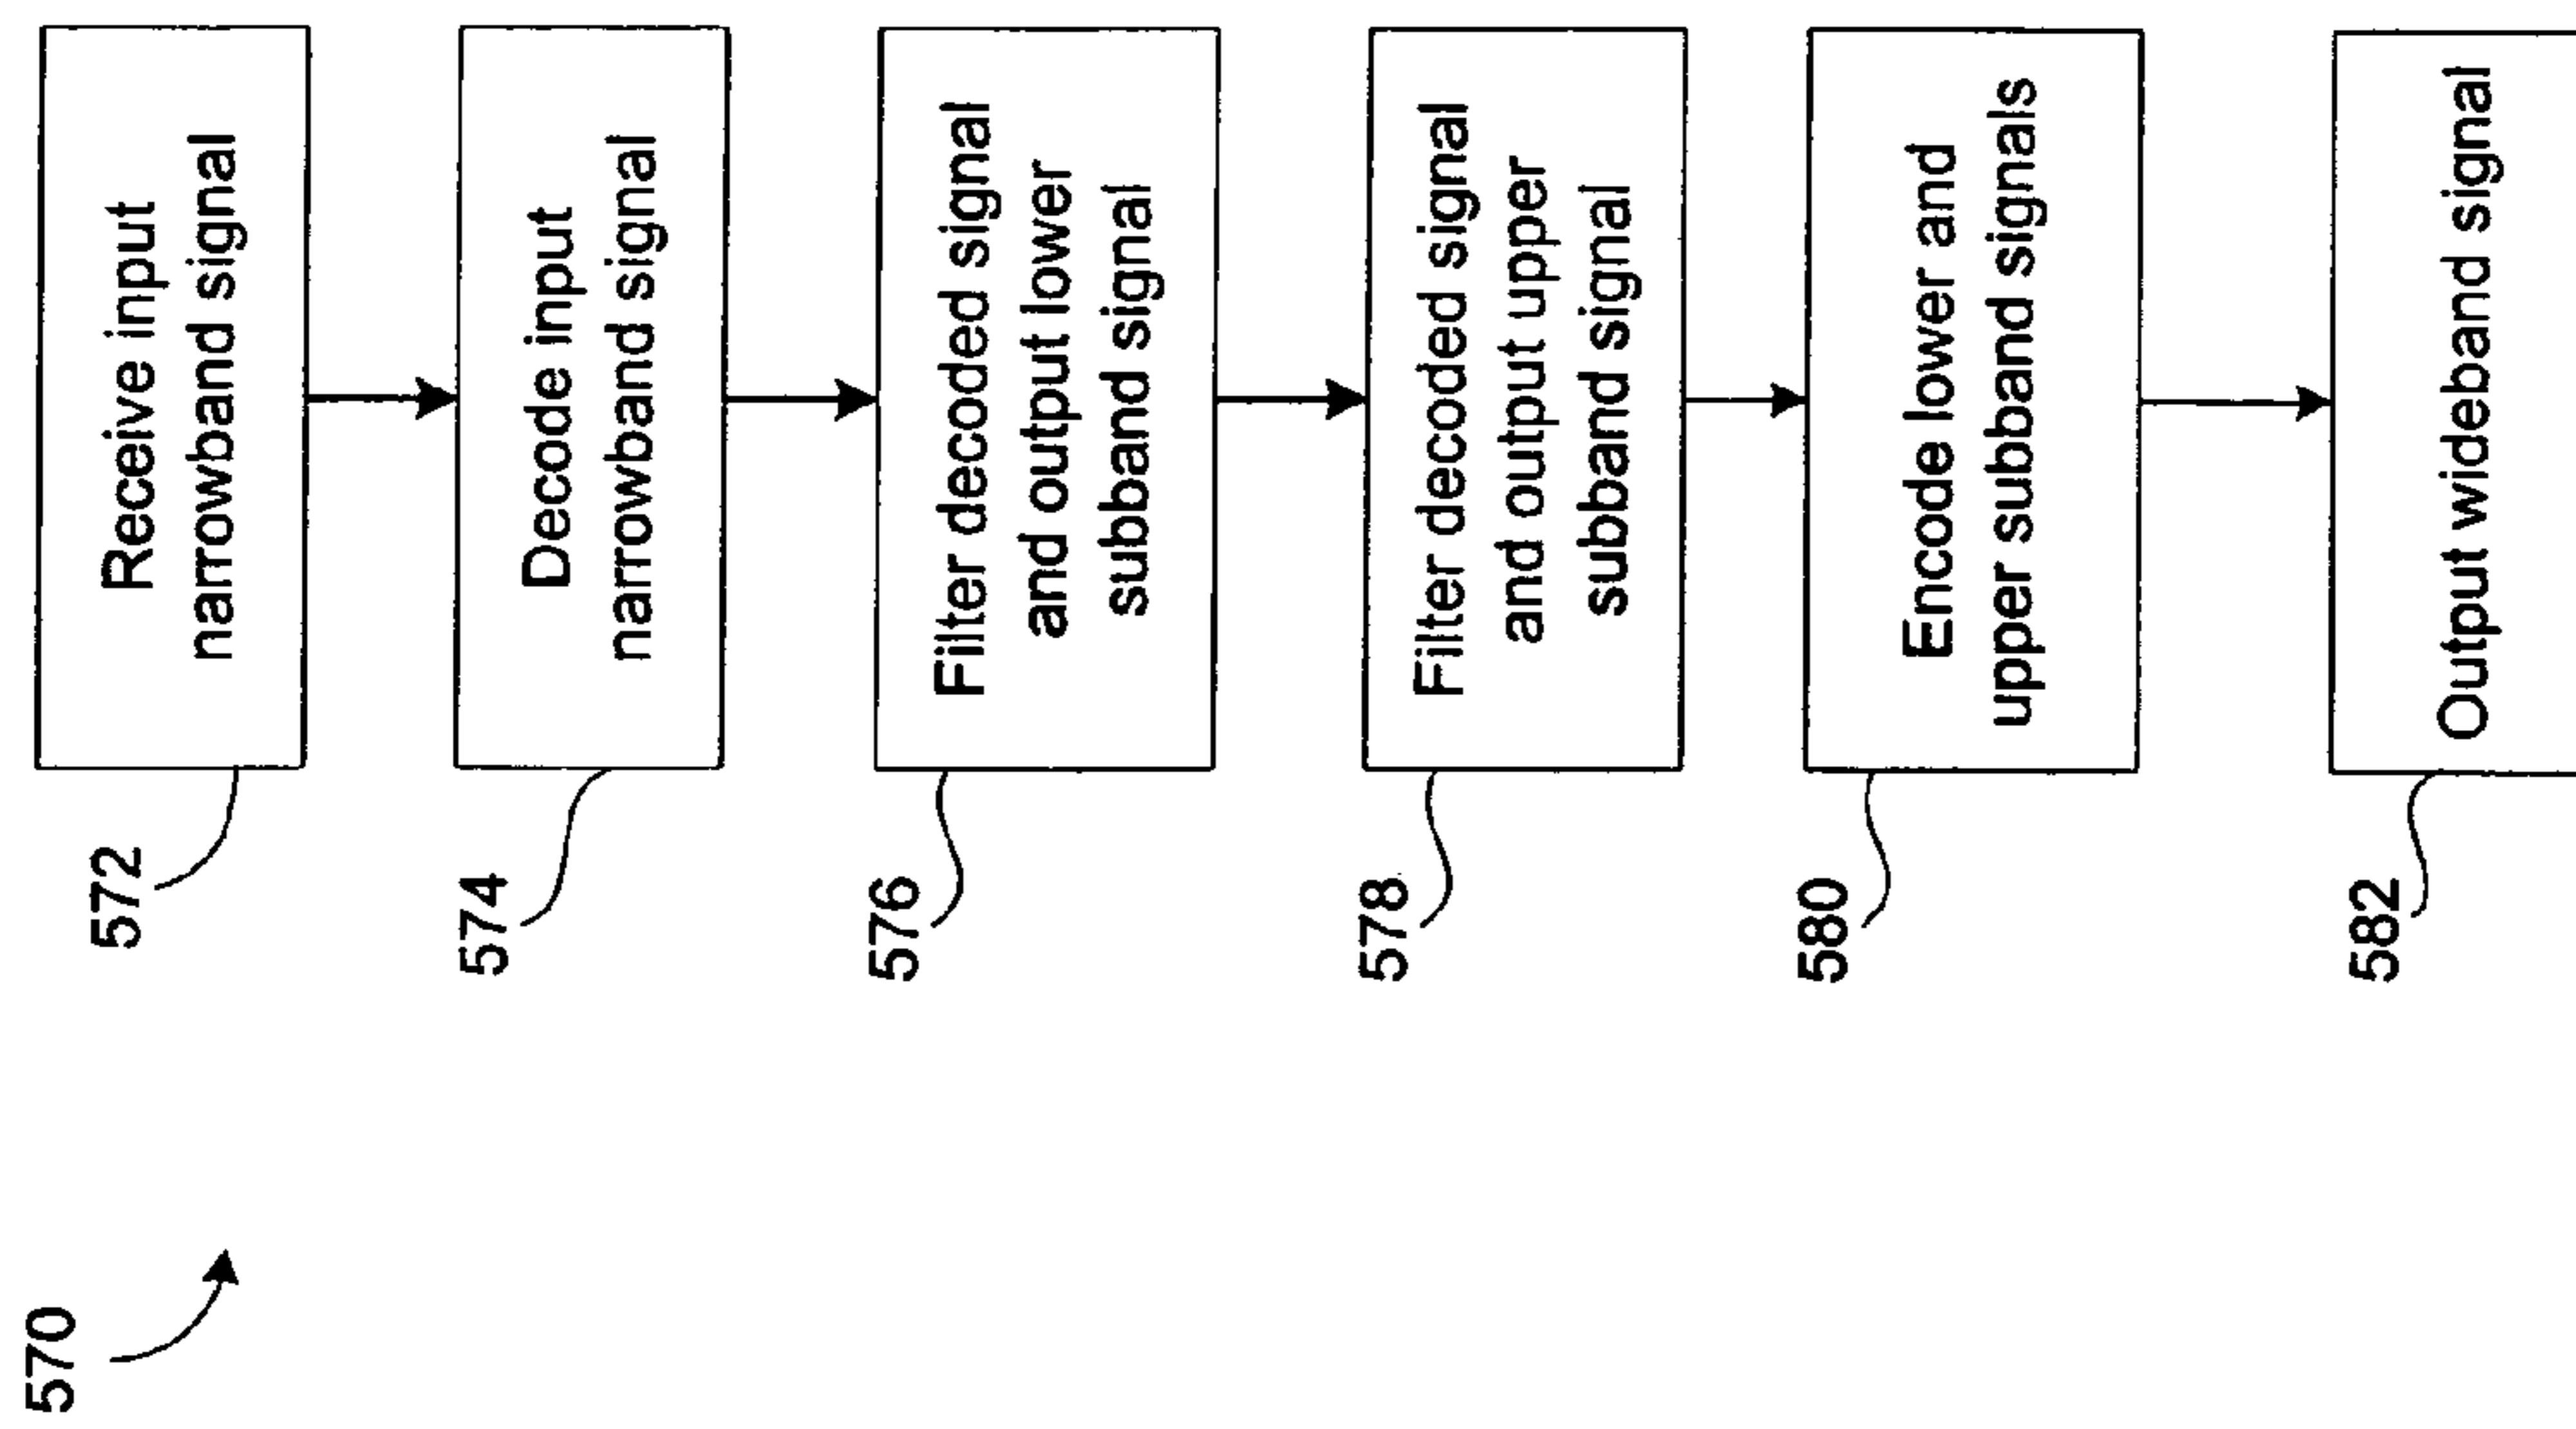 570
572
Receive input
narrowband signal
574
Decode input
narrowband signal
576
Filter decoded signal
and output lower
subband signal
578
Filter decoded signal
and output upper
subband signal
580
Encode lower and
upper subband signals
582
Output wideband signal